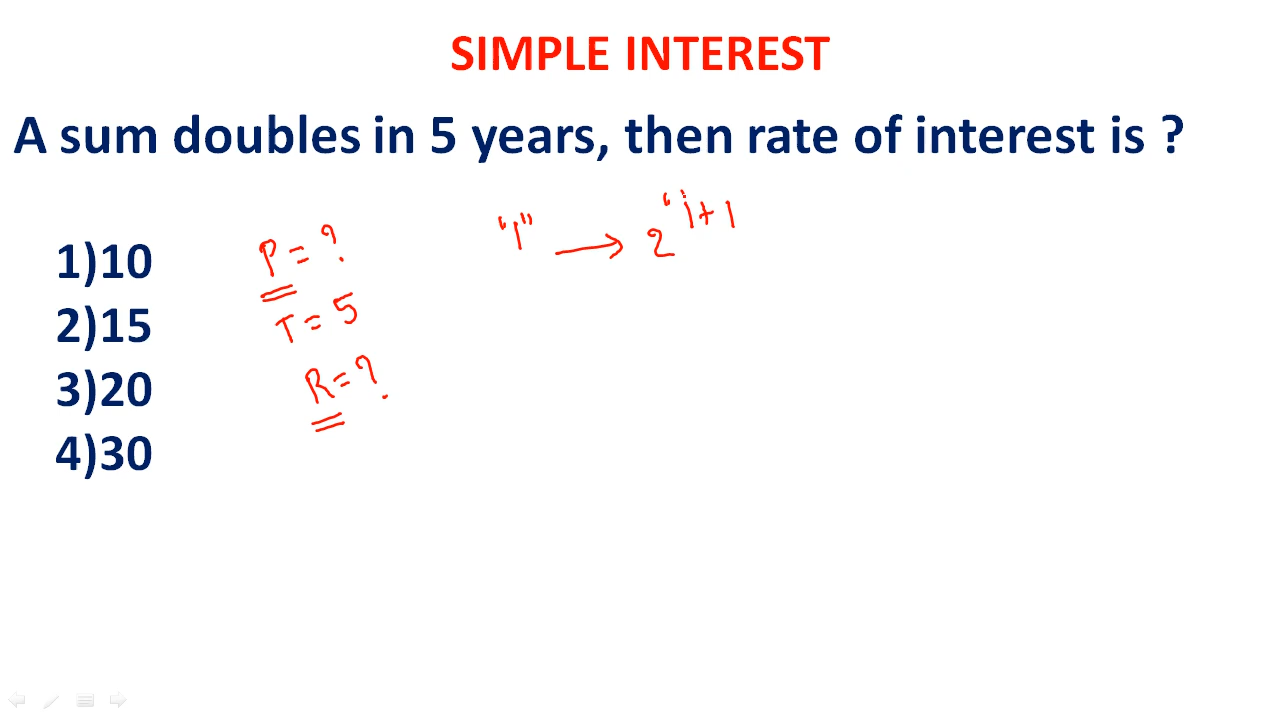 SIMPLE INTEREST
A sum doubles in 5 years, then rate of interest is ?
"1" → 2 "1+1
1)10
P = ?
2)15
T = 5
3)20
R = ?
4)30